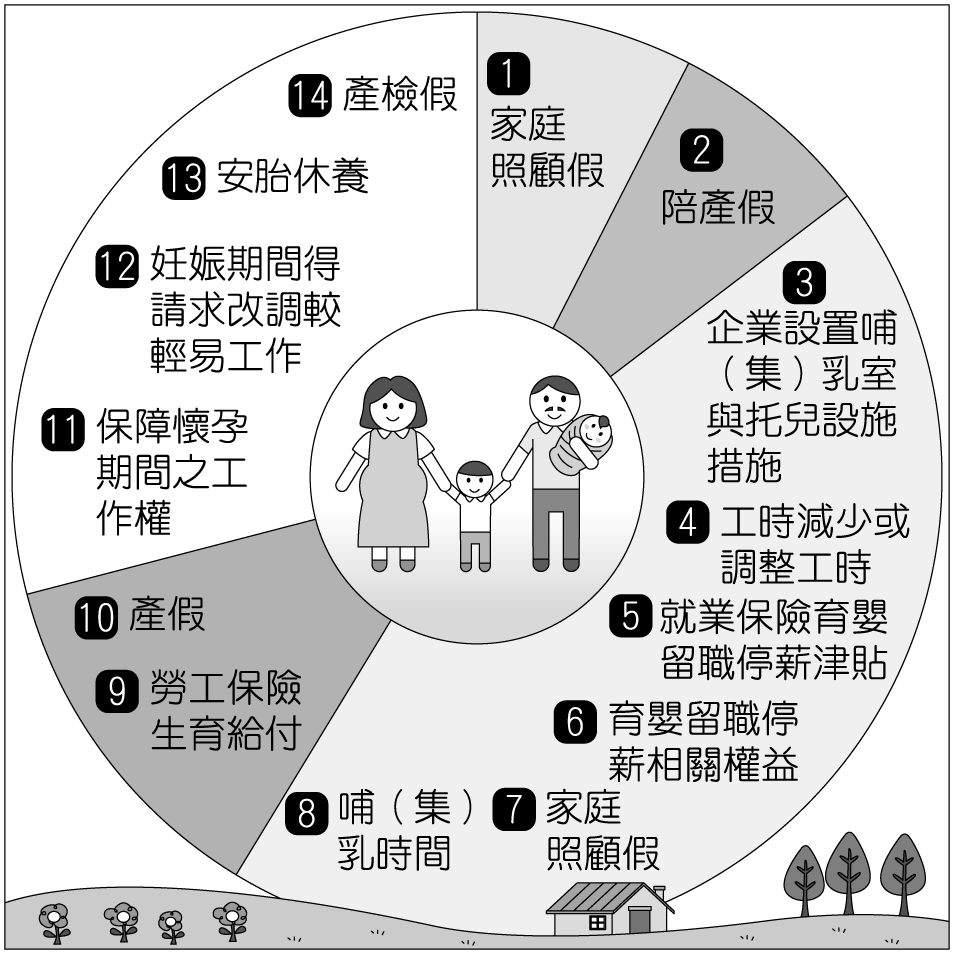 1
家庭
照顧假
2
陪產假
3
企業設置哺
（集）乳室
與托兒設施
措施
4 工時減少或
調整工時
5 就業保險育嬰
留職停薪津貼
6 育嬰留職停
薪相關權益
7 家庭
照顧假
8 哺（集）
乳時間
9 勞工保險
生育給付
10 產假
11 保障懷孕
期間之工
作權
12 妊娠期間得
請求改調較
輕易工作
13 安胎休養
14 產檢假